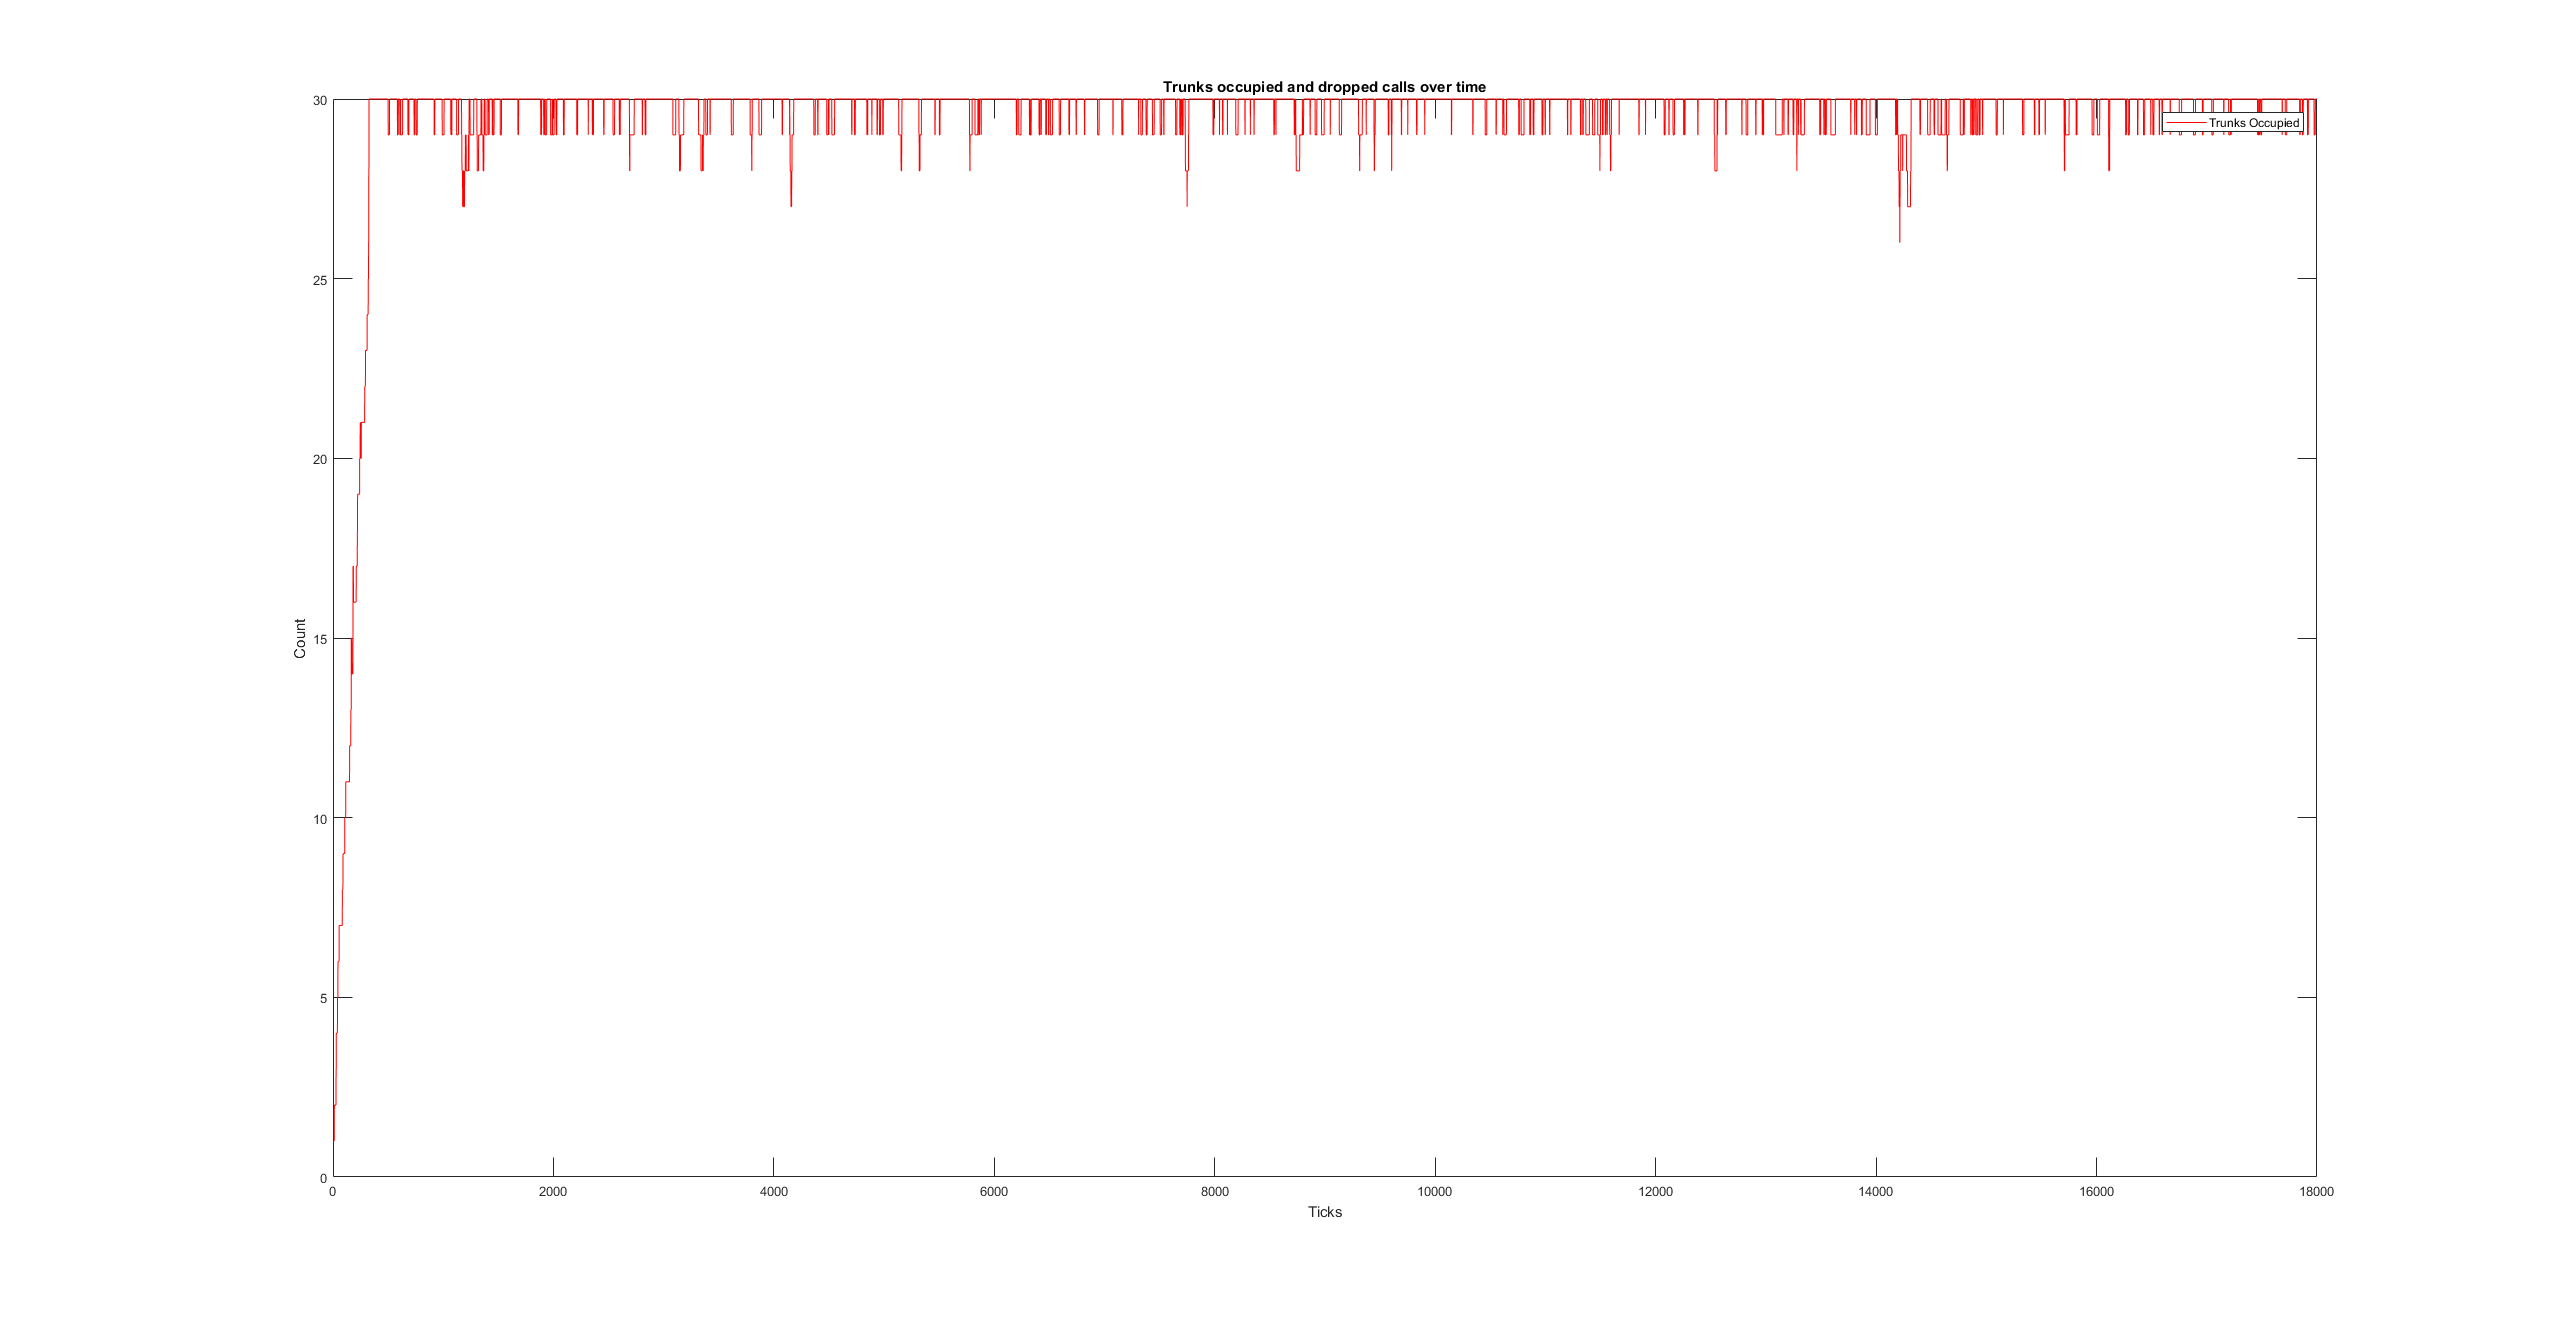 Trunks occupied and dropped calls over time
Trunks Occupied
Count
30
25
20
15
10
5
0
0 2000 4000 6000 8000 10000 12000 14000 16000 18000
Ticks